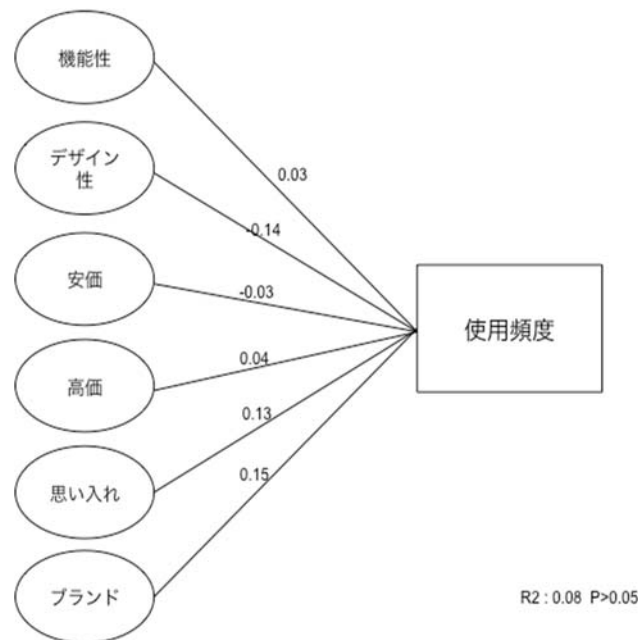 機能性
デザイン
性
安価
高価
思い入れ
ブランド
0.03
-0.14
-0.03
0.04
0.13
0.15
使用頻度
R2 : 0.08 P>0.05